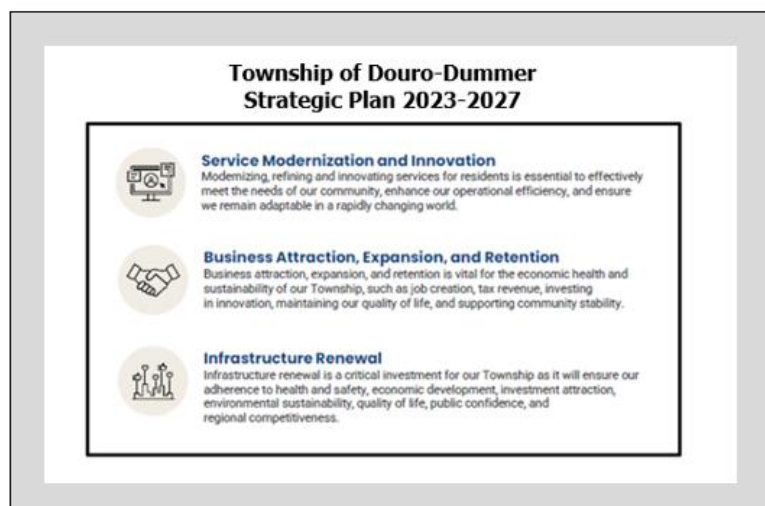 Township of Douro-Dummer
Strategic Plan 2023-2027
Service Modernization and Innovation
Modernizing, refining and innovating services for residents is essential to effectively
meet the needs of our community, enhance our operational efficiency, and ensure
we remain adaptable in a rapidly changing world.
Business Attraction, Expansion, and Retention
Business attraction, expansion, and retention is vital for the economic health and
sustainability of our Township, such as job creation, tax revenue, investing
in innovation, maintaining our quality of life, and supporting community stability.
Infrastructure Renewal
Infrastructure renewal is a critical investment for our Township as it will ensure our
adherence to health and safety, economic development, investment attraction,
environmental sustainability, quality of life, public confidence, and
regional competitiveness.